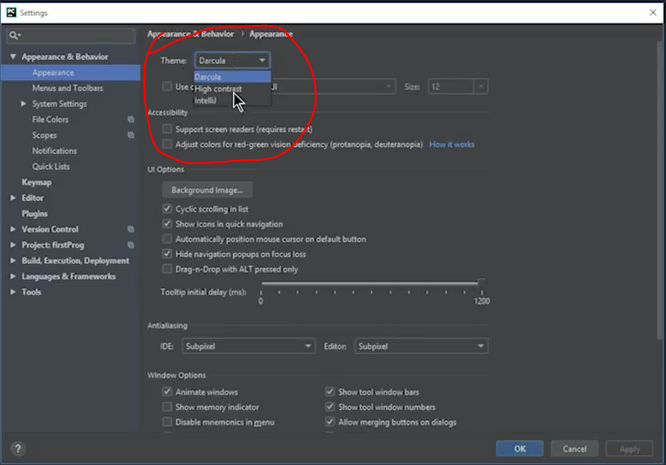 Settings
Appearance & Behavior › Appearance
Appearance & Behavior
Appearance
Menus and Toolbars
System Settings
File Colors
Scopes
Notifications
Quick Lists
Keymap
Editor
Plugins
Version Control
Project: firstProg
Build, Execution, Deployment
Languages & Frameworks
Tools
Theme: Darcula
Darcula
High contrast
IntelliJ
Use Size: 12
Accessibility
Support screen readers (requires restart)
Adjust colors for red-green vision deficiency (protanopia, deuteranopia) How it works
UI Options
Background Image...
Cyclic scrolling in list
Show icons in quick navigation
Automatically position mouse cursor on default button
Hide navigation popups on focus loss
Drag-n-Drop with ALT pressed only
Tooltip initial delay (ms):
0 1200
Antialiasing
IDE: Subpixel Editor: Subpixel
Window Options
Animate windows Show tool window bars
Show memory indicator Show tool window numbers
Disable mnemonics in menu Allow merging buttons on dialogs
? OK Cancel Apply